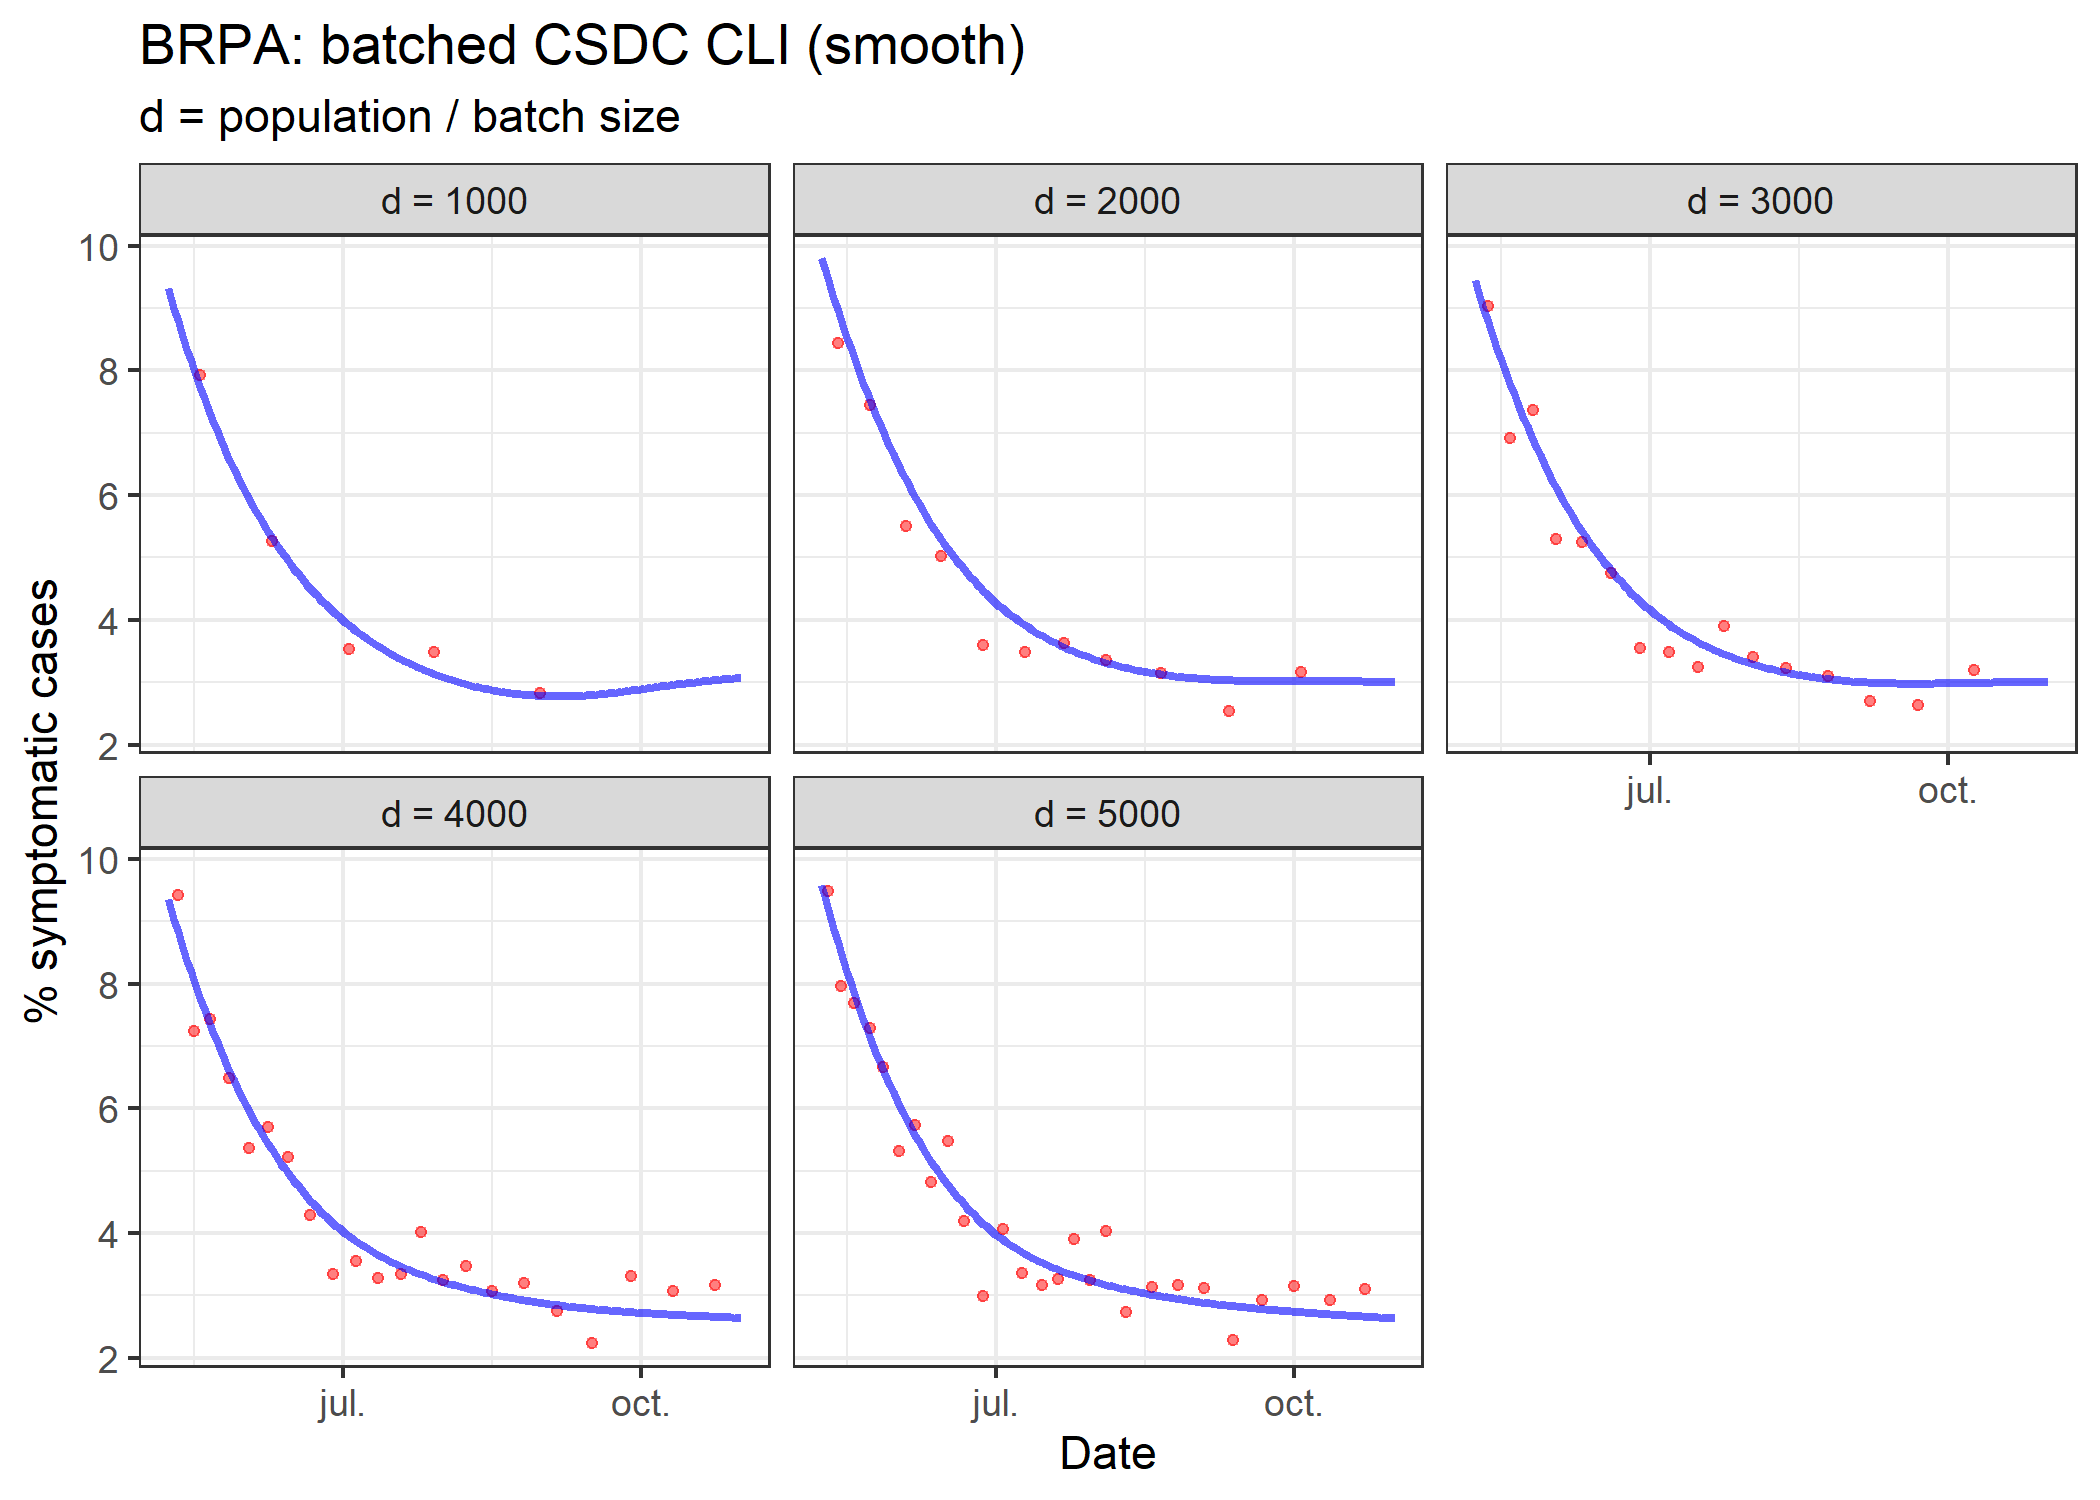 BRPA: batched CSDC CLI (smooth)
d = population / batch size
d = 1000
d = 2000
d = 3000
10
8
6
4
2
jul.
oct.
% symptomatic cases
d = 4000
d = 5000
10
8
6
4
2
jul.
oct.
jul.
oct.
Date